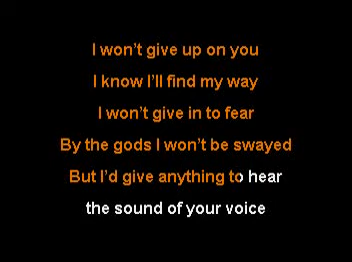 I won't give up on you
I know I'll find my way
I won't give in to fear
By the gods I won't be swayed
But I'd give anything to hear
the sound of your voice